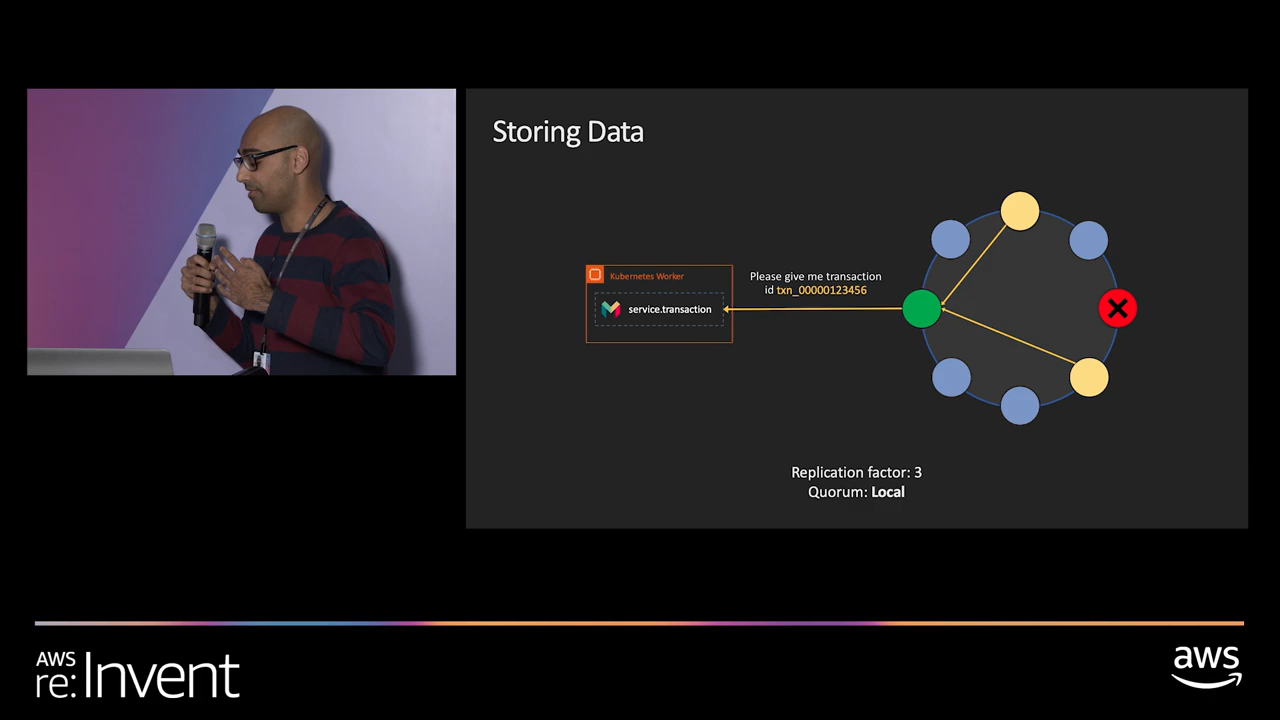 Storing Data
Kubernetes Worker
service.transaction
Please give me transaction
id txn_00000123456
Replication factor: 3
Quorum: Local
AWS
re:Invent
aws